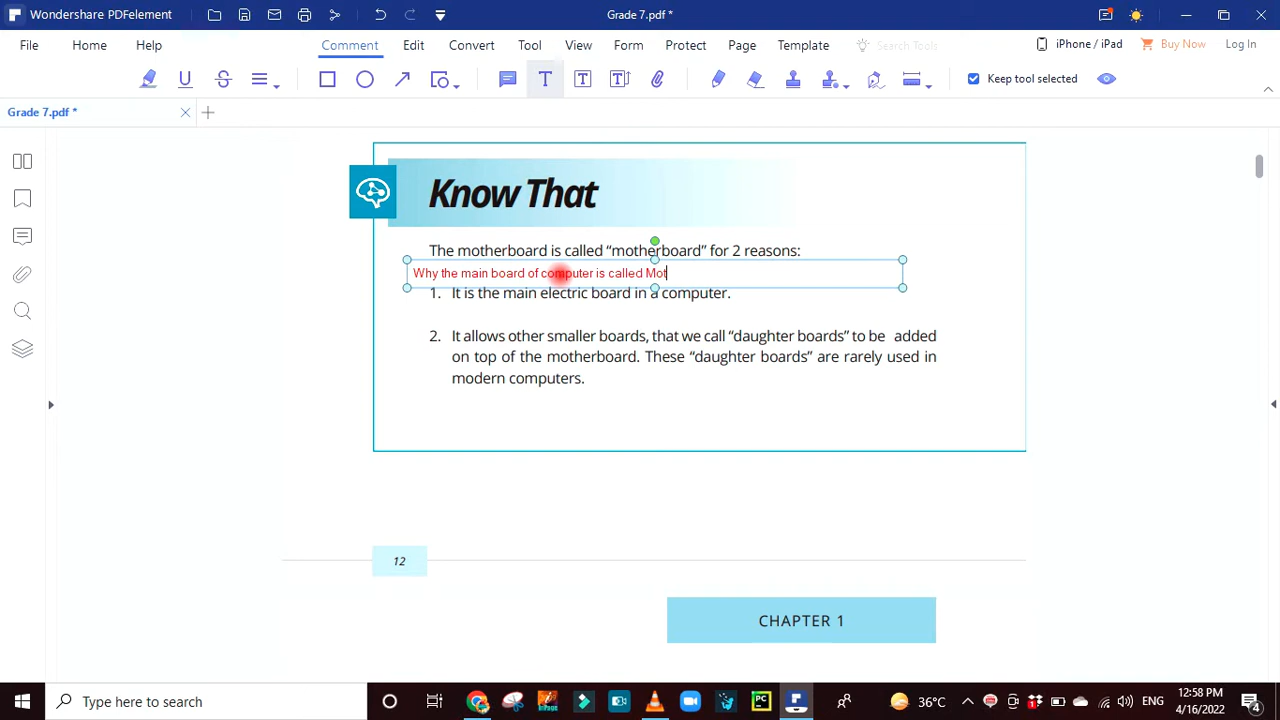 Wondershare PDFelement
Grade 7.pdf *
File Home Help Comment Edit Convert Tool View Form Protect Page Template Search Tools iPhone / iPad Buy Now Log In
Keep tool selected
Grade 7.pdf *
Know That
The motherboard is called “motherboard” for 2 reasons:
Why the main board of computer is called Mot
1. It is the main electric board in a computer.
2. It allows other smaller boards, that we call “daughter boards” to be added
on top of the motherboard. These “daughter boards” are rarely used in
modern computers.
12
CHAPTER 1
Type here to search
36°C
ENG
12:58 PM
4/16/2022
4